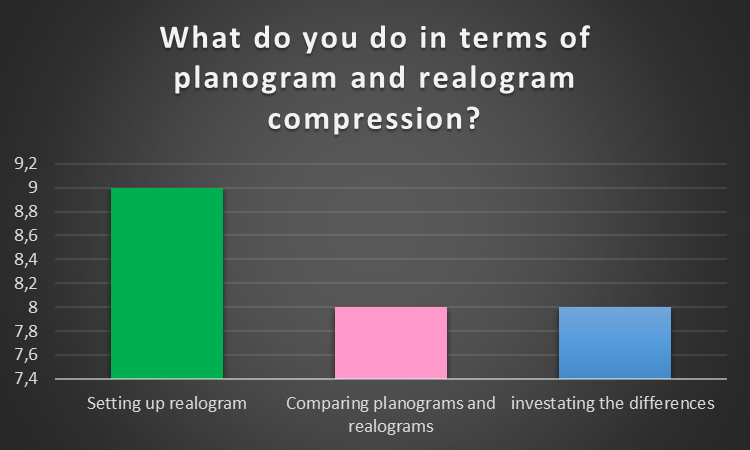 What do you do in terms of
planogram and realogram
compression?
9,2
9
8,8
8,6
8,4
8,2
8
7,8
7,6
7,4
Setting up realogram
Comparing planograms and
realograms
investating the differences